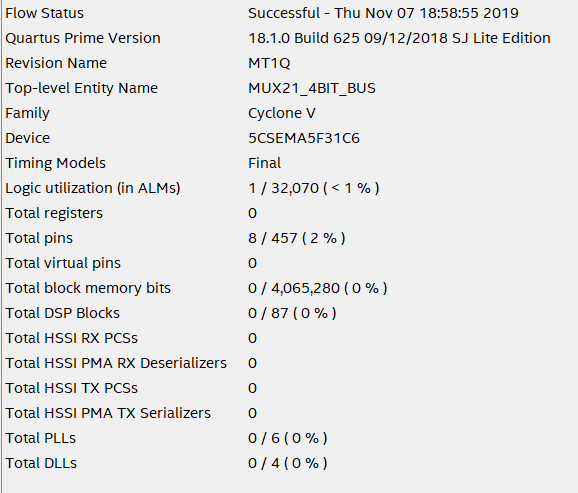 Flow Status Successful - Thu Nov 07 18:58:55 2019
Quartus Prime Version 18.1.0 Build 625 09/12/2018 SJ Lite Edition
Revision Name MT1Q
Top-level Entity Name MUX21_4BIT_BUS
Family Cyclone V
Device 5CSEMA5F31C6
Timing Models Final
Logic utilization (in ALMs) 1 / 32,070 ( < 1 % )
Total registers 0
Total pins 8 / 457 ( 2 % )
Total virtual pins 0
Total block memory bits 0 / 4,065,280 ( 0 % )
Total DSP Blocks 0 / 87 ( 0 % )
Total HSSI RX PCSs 0
Total HSSI PMA RX Deserializers 0
Total HSSI TX PCSs 0
Total HSSI PMA TX Serializers 0
Total PLLs 0 / 6 ( 0 % )
Total DLLs 0 / 4 ( 0 % )